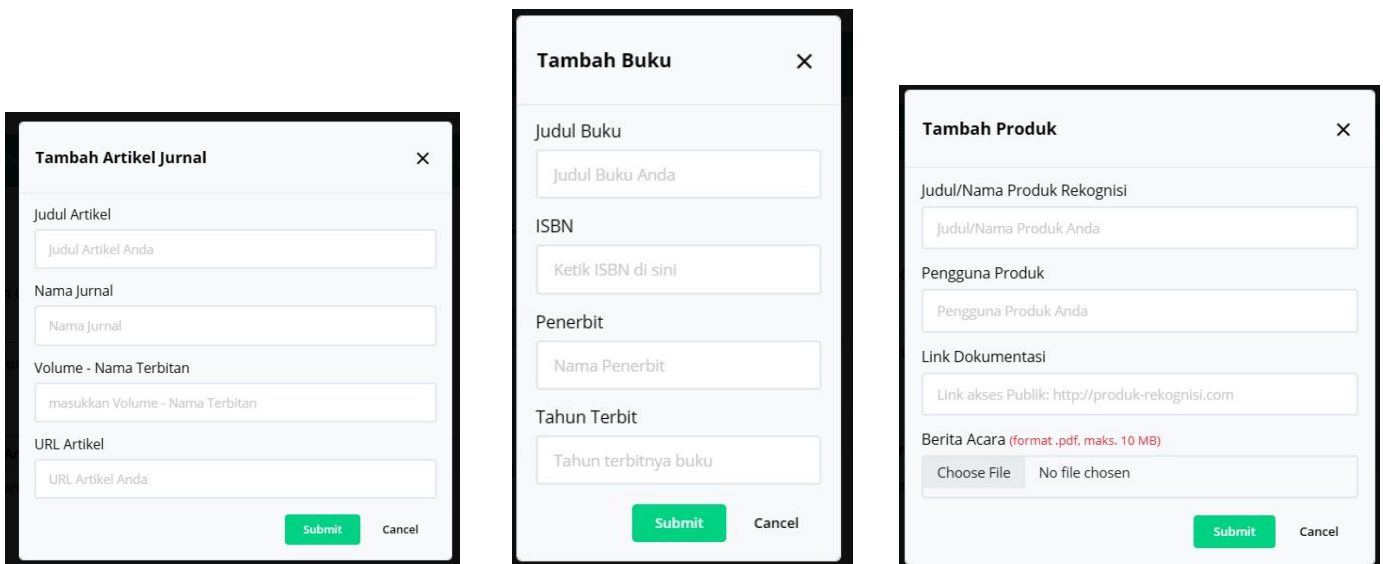 Tambah Artikel Jurnal
Judul Artikel
Judul Artikel Anda
Nama Jurnal
Nama Jurnal
Volume - Nama Terbitan
masukkan Volume - Nama Terbitan
URL Artikel
URL Artikel Anda
Submit Cancel
Tambah Buku
Judul Buku
Judul Buku Anda
ISBN
Ketik ISBN di sini
Penerbit
Nama Penerbit
Tahun Terbit
Tahun terbitnya buku
Submit Cancel
Tambah Produk
Judul/Nama Produk Rekognisi
Judul/Nama Produk Anda
Pengguna Produk
Pengguna Produk Anda
Link Dokumentasi
Link akses Publik: http://produk-rekognisi.com
Berita Acara (format .pdf, maks. 10 MB)
Choose File No file chosen
Submit Cancel